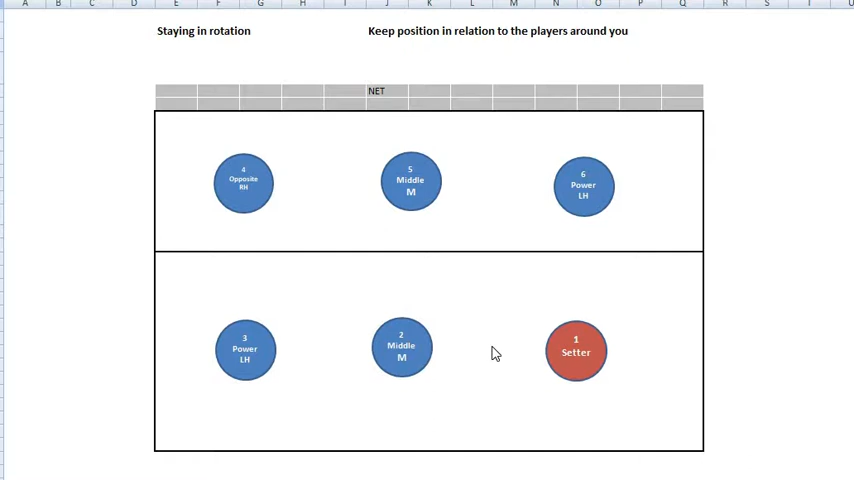 A B C D E F G H I J K L M N O P Q R S T U
Staying in rotation Keep position in relation to the players around you
NET
4
Opposite
RH
5
Middle
M
6
Power
LH
3
Power
LH
2
Middle
M
1
Setter